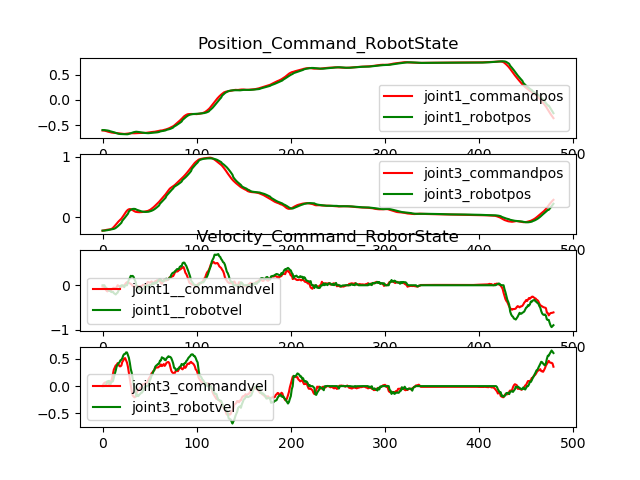 Position_Command_RobotState
0.5
0.0
−0.5
joint1_commandpos
joint1_robotpos
0 100 200 300 400 500
1
0
joint3_commandpos
joint3_robotpos
Velocity_Command_RoborState
0 100 200 300 400 500
0
−1
joint1__commandvel
joint1__robotvel
0 100 200 300 400 500
0.5
0.0
−0.5
joint3_commandvel
joint3_robotvel
0 100 200 300 400 500